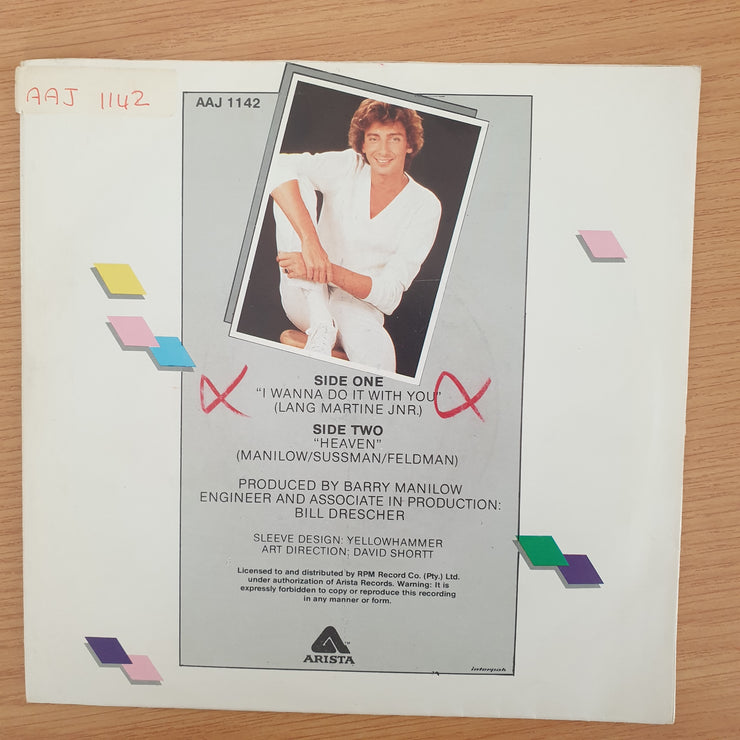 AAJ 1142
AAJ 1142
SIDE ONE
"I WANNA DO IT WITH YOU"
(LANG MARTINE JNR.)
SIDE TWO
"HEAVEN"
(MANILOW/SUSSMAN/FELDMAN)
PRODUCED BY BARRY MANILOW
ENGINEER AND ASSOCIATE IN PRODUCTION:
BILL DRESCHER
SLEEVE DESIGN: YELLOWHAMMER
ART DIRECTION: DAVID SHORTT
Licensed to and distributed by RPM Record Co. (Pty.) Ltd.
under authorization of Arista Records. Warning: It is
expressly forbidden to copy or reproduce this recording
in any manner or form.
ARISTA™
interpak